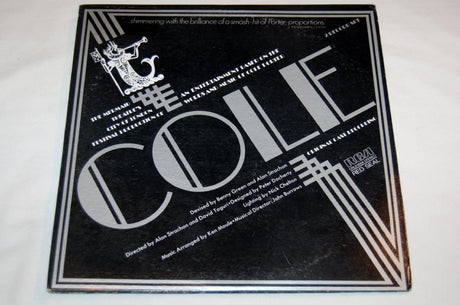 ...shimmering with the brilliance of a smash-hit of Porter proportions.
2 RECORD SET
THE MERMAID
THEATRE'S
CITY OF LONDON
FESTIVAL PRODUCTION OF
AN ENTERTAINMENT BASED ON THE
WORDS AND MUSIC OF COLE PORTER
COLE
ORIGINAL CAST RECORDING
RCA
RED SEAL
Devised by Benny Green and Alan Strachan
Directed by Alan Strachan and David Toguri•Designed by Peter Docherty
Lighting by Nick Chelton
Music Arranged by Ken Moule•Musical Director: John Burrows